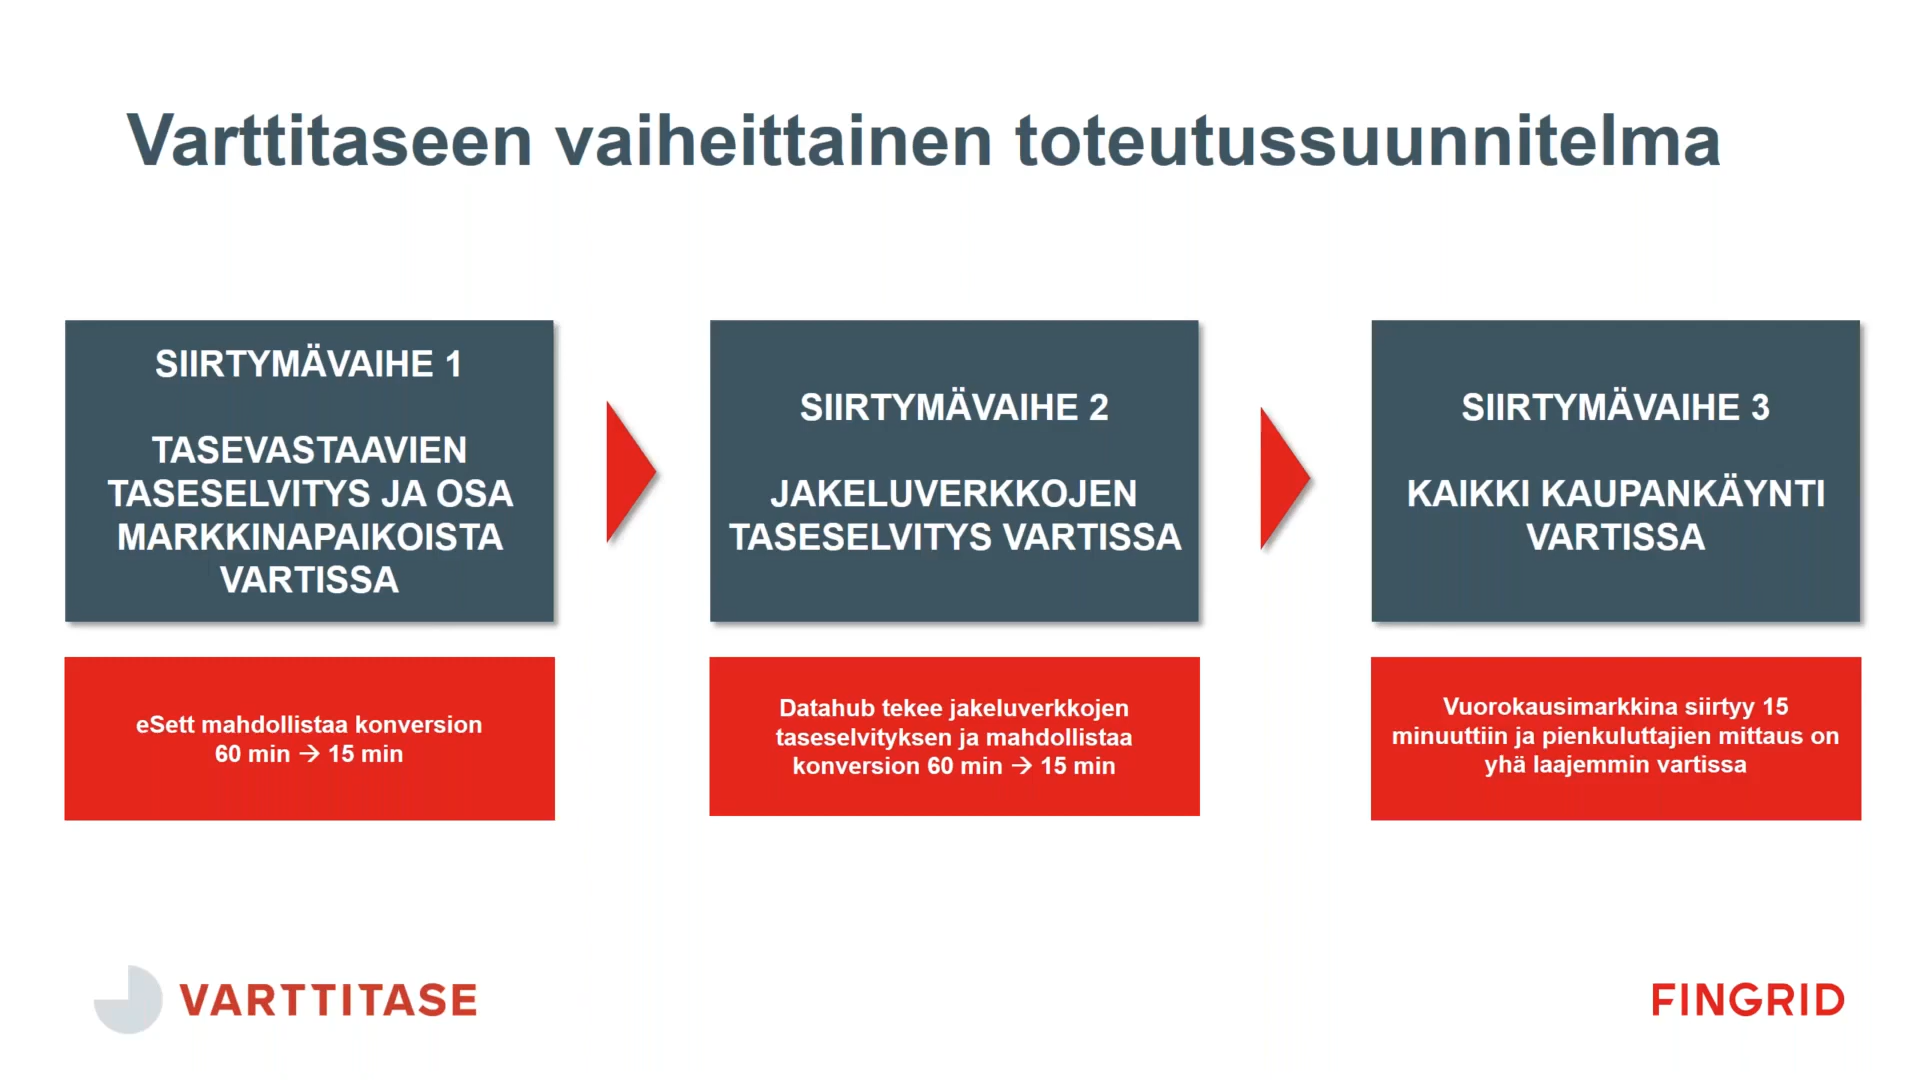 Varttitaseen vaiheittainen toteutussuunnitelma
SIIRTYMÄVAIHE 1
TASEVASTAAVIEN
TASESELVITYS JA OSA
MARKKINAPAIKOISTA
VARTISSA
eSett mahdollistaa konversion
60 min → 15 min
SIIRTYMÄVAIHE 2
JAKELUVERKKOJEN
TASESELVITYS VARTISSA
Datahub tekee jakeluverkkojen
taseselvityksen ja mahdollistaa
konversion 60 min → 15 min
SIIRTYMÄVAIHE 3
KAIKKI KAUPANKÄYNTI
VARTISSA
Vuorokausimarkkina siirtyy 15
minuuttiin ja pienkuluttajien mittaus on
yhä laajemmin vartissa
VARTTITASE
FINGRID